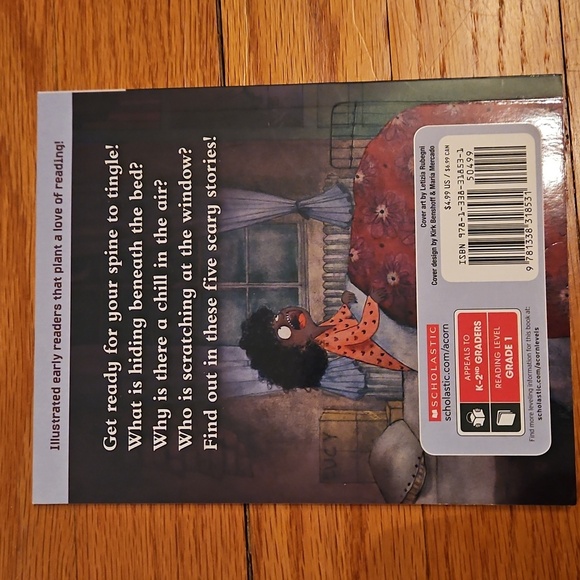 Illustrated early readers that plant a love of reading!
Get ready for your spine to tingle!
What is hiding beneath the bed?
Why is there a chill in the air?
Who is scratching at the window?
Find out in these five scary stories!
LUCY
SCHOLASTIC
scholastic.com/acorn
APPEALS TO
K-2ND GRADERS
READING LEVEL
GRADE 1
Find more leveling information for this book at:
scholastic.com/acornlevels
Cover art by Letizia Rubegni
Cover design by Kirk Benshoff & Maria Mercado
$4.99 US / $6.99 CAN
ISBN 978-1-338-31853-1
50499
9 781338 318531